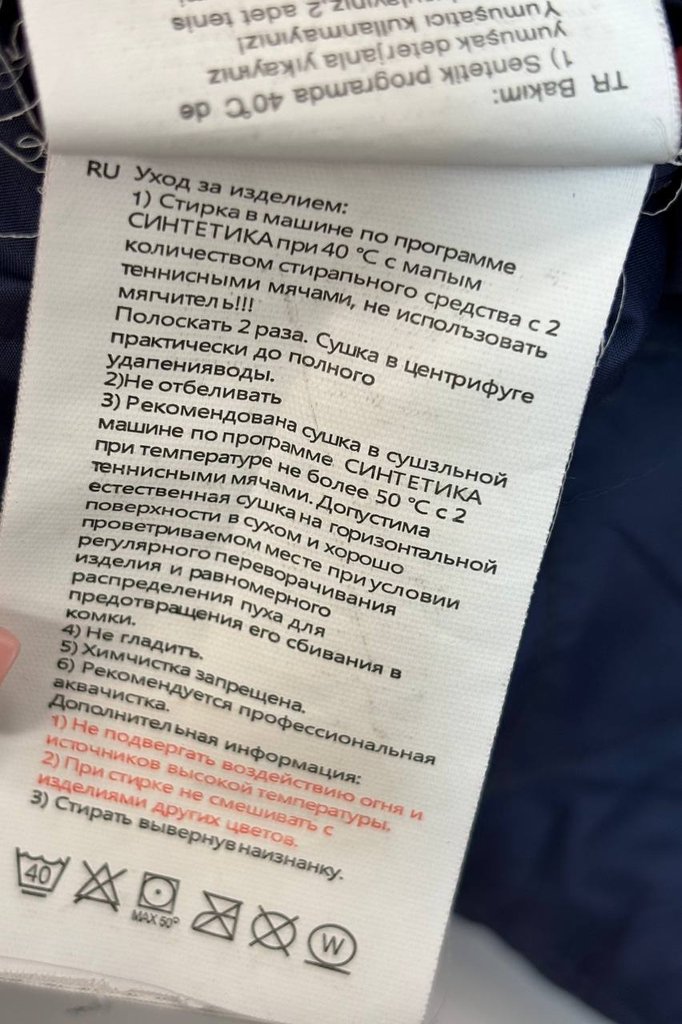 TR Bakım:
1) Sentetik programda 40°C de
yumuşak deterjanla yıkayınız
Yumuşatıcı kullanmayınız!
2 adet tenis
RU Уход за изделием:
1) Стирка в машине по программе
СИНТЕТИКА при 40 °C с мапым
количеством стирапьного средства с 2
теннисными мячами, не исполъзовать
мягчитель!!!
Полоскать 2 раза. Сушка в центрифуге
практически до полного
удапенияводы.
2)Не отбеливать
3) Рекомендована сушка в сушзльной
машине по программе СИНТЕТИКА
при температуре не более 50 °C с 2
теннисными мячами. Допустима
естественная сушка на горизонтальной
поверхности в сухом и хорошо
проветриваемом месте при условии
регулярного переворачивания
изделия и равномерного
распределения пуха для
предотвращения его сбивания в
комки.
4) Не гладить.
5) Химчистка запрещена.
6) Рекомендуется профессиональная
аквачистка.
Дополнительная информация:
1) Не подвергать воздействию огня и
источников высокой температуры.
2) При стирке не смешивать с
изделиями других цветов.
3) Стирать вывернув наизнанку.
40
MAX 50°
W